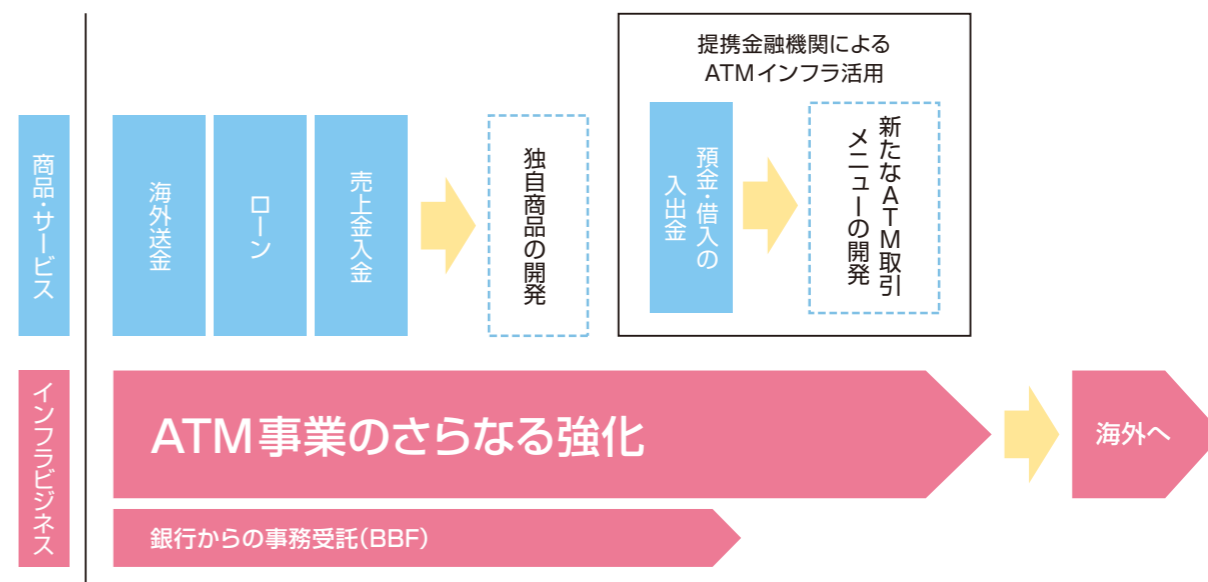 提携金融機関による
ATMインフラ活用
商品・サービス
海外送金
ローン
売上金入金
独自商品の開発
預金・借入の
入出金
新たなATM取引
メニューの開発
インフラビジネス
ATM事業のさらなる強化
海外へ
銀行からの事務受託（BBF）